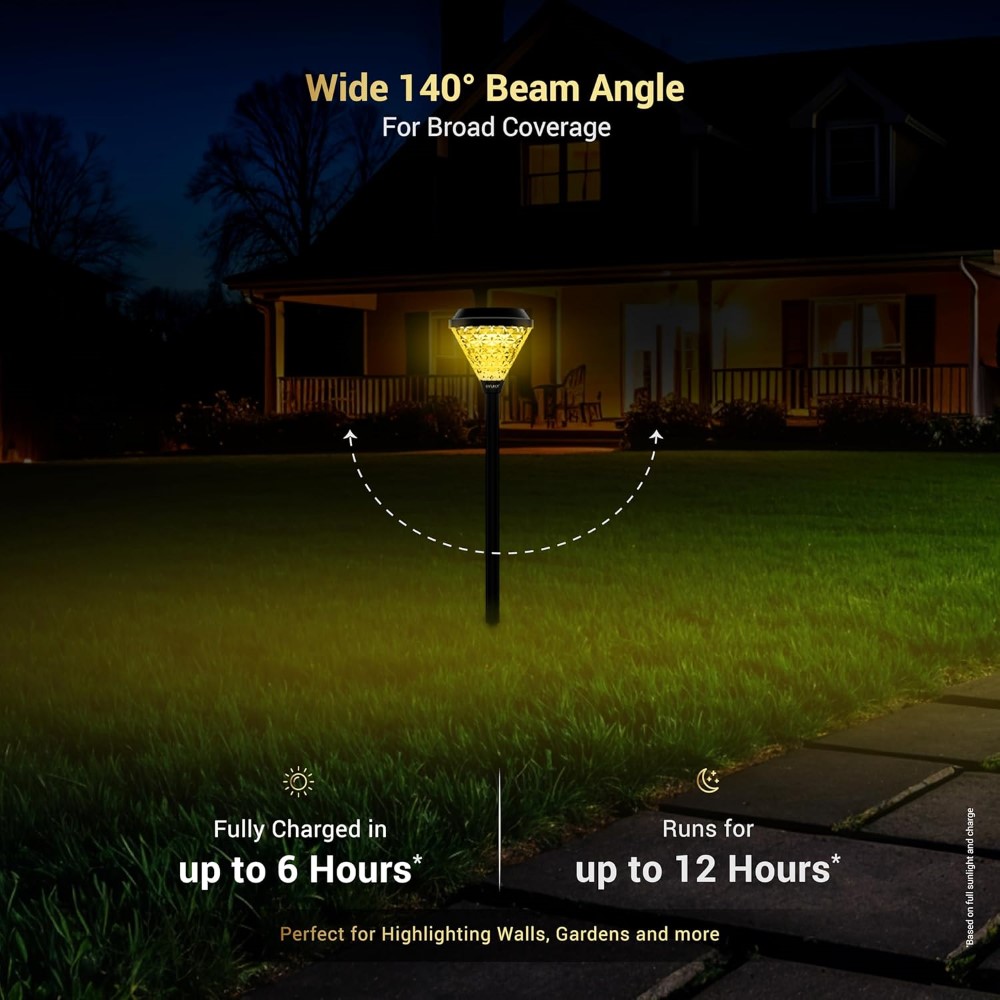 Wide 140° Beam Angle
For Broad Coverage
Fully Charged in
up to 6 Hours*
Runs for
up to 12 Hours*
Perfect for Highlighting Walls, Gardens and more
*Based on full sunlight and charge